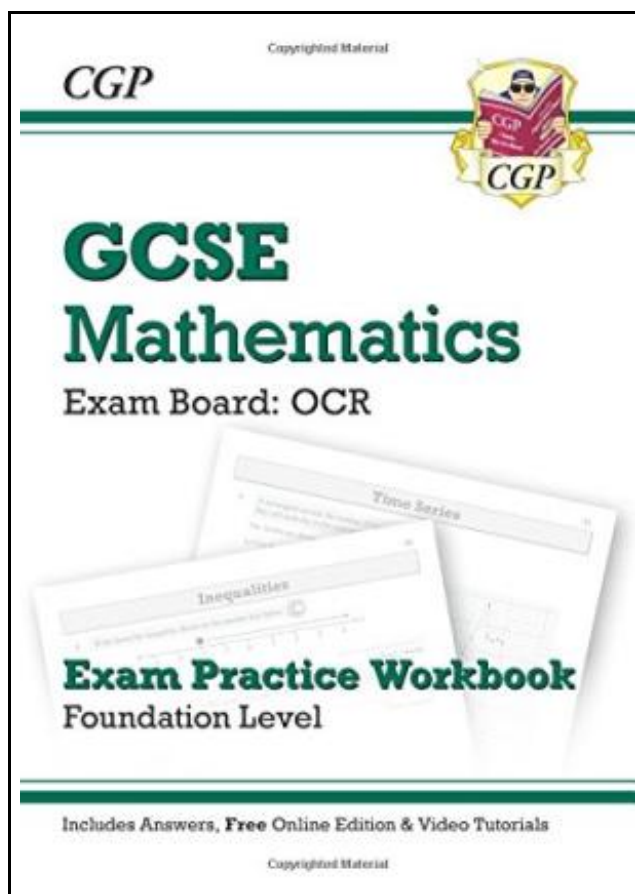 Copyrighted Material
CGP
CGP
CGP
GCSE
Mathematics
Exam Board: OCR
Time Series
Inequalities
Exam Practice Workbook
Foundation Level
Includes Answers, Free Online Edition & Video Tutorials
Copyrighted Material